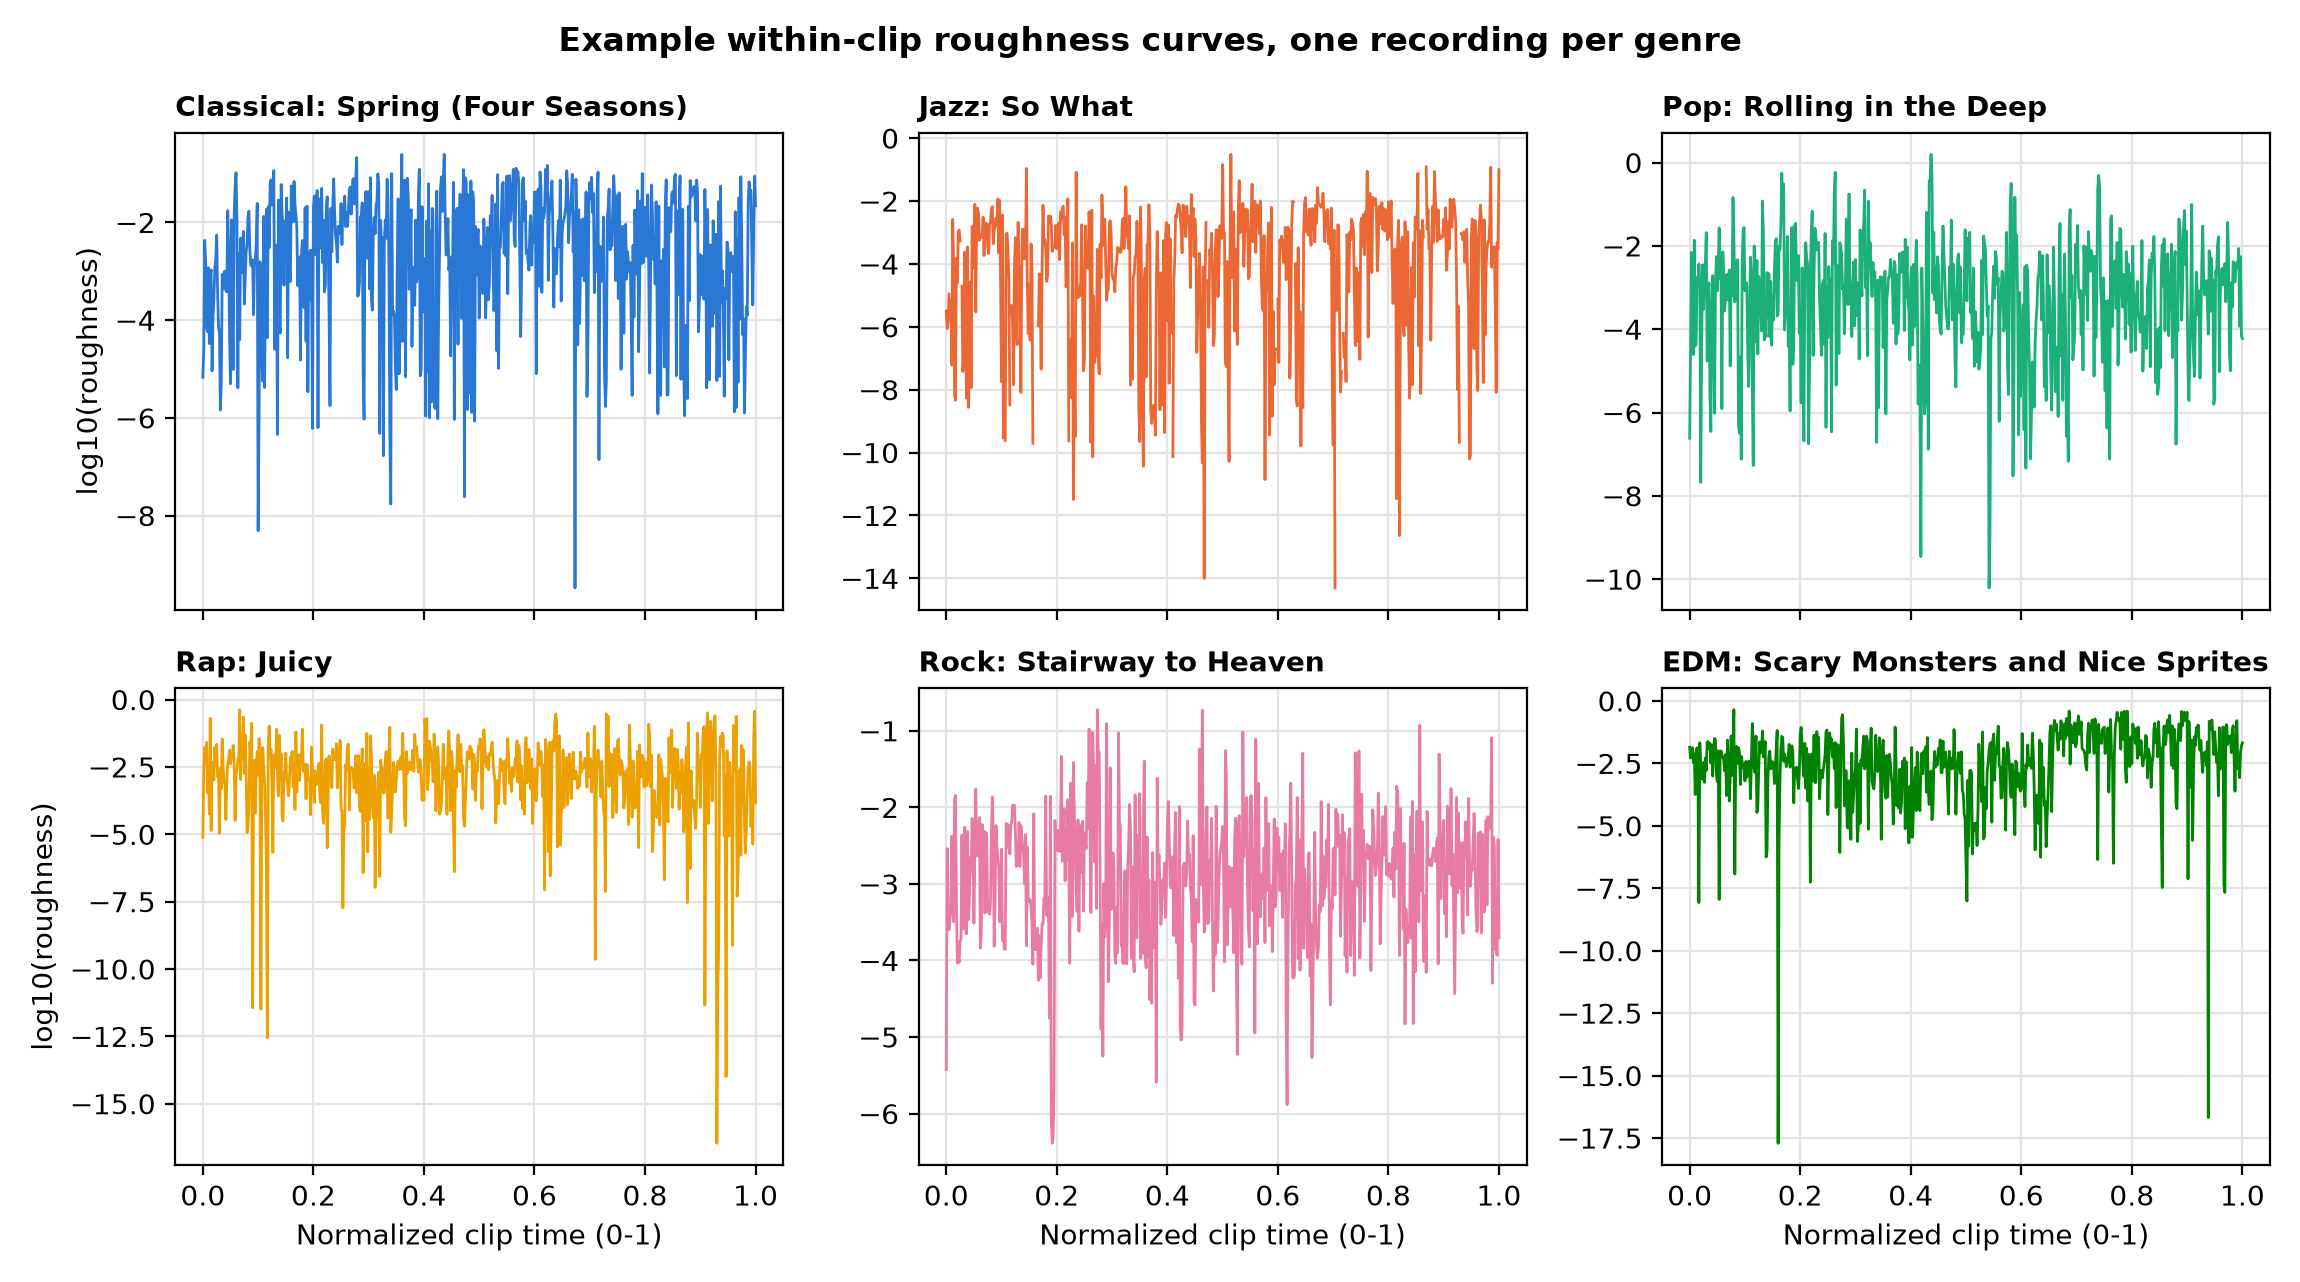 Example within-clip roughness curves, one recording per genre
Classical: Spring (Four Seasons)
log10(roughness)
−2
−4
−6
−8
Jazz: So What
0
−2
−4
−6
−8
−10
−12
−14
Pop: Rolling in the Deep
0
−2
−4
−6
−8
−10
Rap: Juicy
log10(roughness)
0.0
−2.5
−5.0
−7.5
−10.0
−12.5
−15.0
0.0 0.2 0.4 0.6 0.8 1.0
Normalized clip time (0-1)
Rock: Stairway to Heaven
−1
−2
−3
−4
−5
−6
0.0 0.2 0.4 0.6 0.8 1.0
Normalized clip time (0-1)
EDM: Scary Monsters and Nice Sprites
0.0
−2.5
−5.0
−7.5
−10.0
−12.5
−15.0
−17.5
0.0 0.2 0.4 0.6 0.8 1.0
Normalized clip time (0-1)